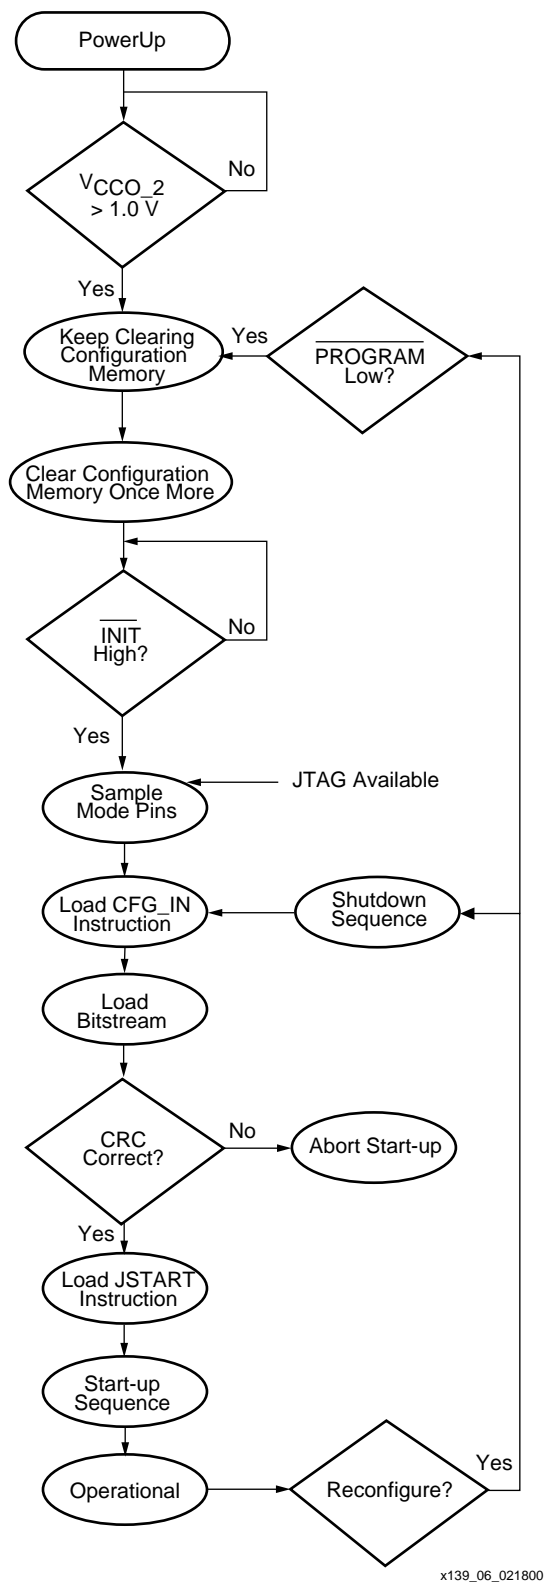 PowerUp
VCCO_2
> 1.0 V
No
Yes
Keep Clearing
Configuration
Memory
Yes
PROGRAM
Low?
Clear Configuration
Memory Once More
INIT
High?
No
Yes
Sample
Mode Pins
JTAG Available
Load CFG_IN
Instruction
Shutdown
Sequence
Load
Bitstream
CRC
Correct?
No
Abort Start-up
Yes
Load JSTART
Instruction
Start-up
Sequence
Operational
Reconfigure?
Yes
x139_06_021800